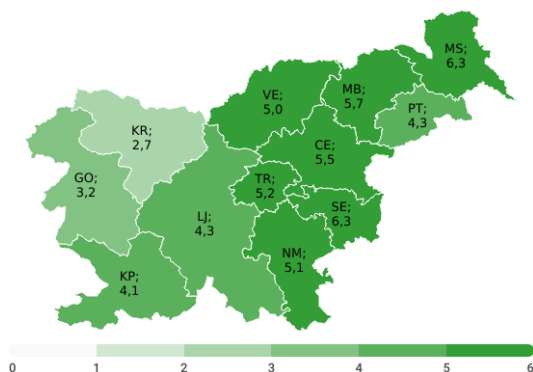 MS;
6,3
VE;
5,0
MB;
5,7
PT;
4,3
KR;
2,7
CE;
5,5
TR;
5,2
GO;
3,2
SE;
6,3
LJ;
4,3
NM;
5,1
KP;
4,1
0 1 2 3 4 5 6